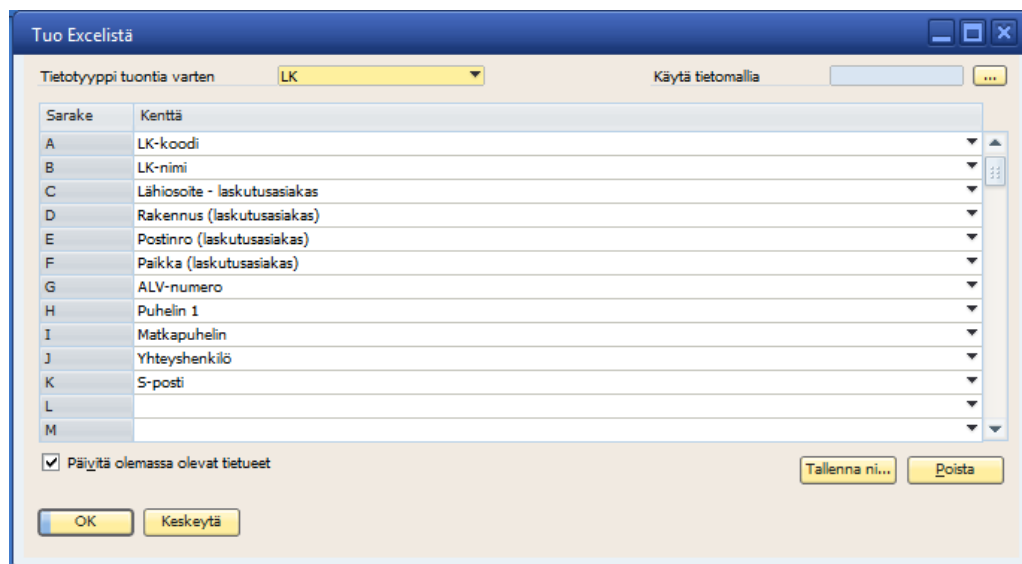 Tuo Excelistä
Tietotyyppi tuontia varten LK Käytä tietomallia ...
Sarake Kenttä
A LK-koodi
B LK-nimi
C Lähiosoite - laskutusasiakas
D Rakennus (laskutusasiakas)
E Postinro (laskutusasiakas)
F Paikka (laskutusasiakas)
G ALV-numero
H Puhelin 1
I Matkapuhelin
J Yhteyshenkilö
K S-posti
L
M
Päivitä olemassa olevat tietueet Tallenna ni... Poista
OK Keskeytä